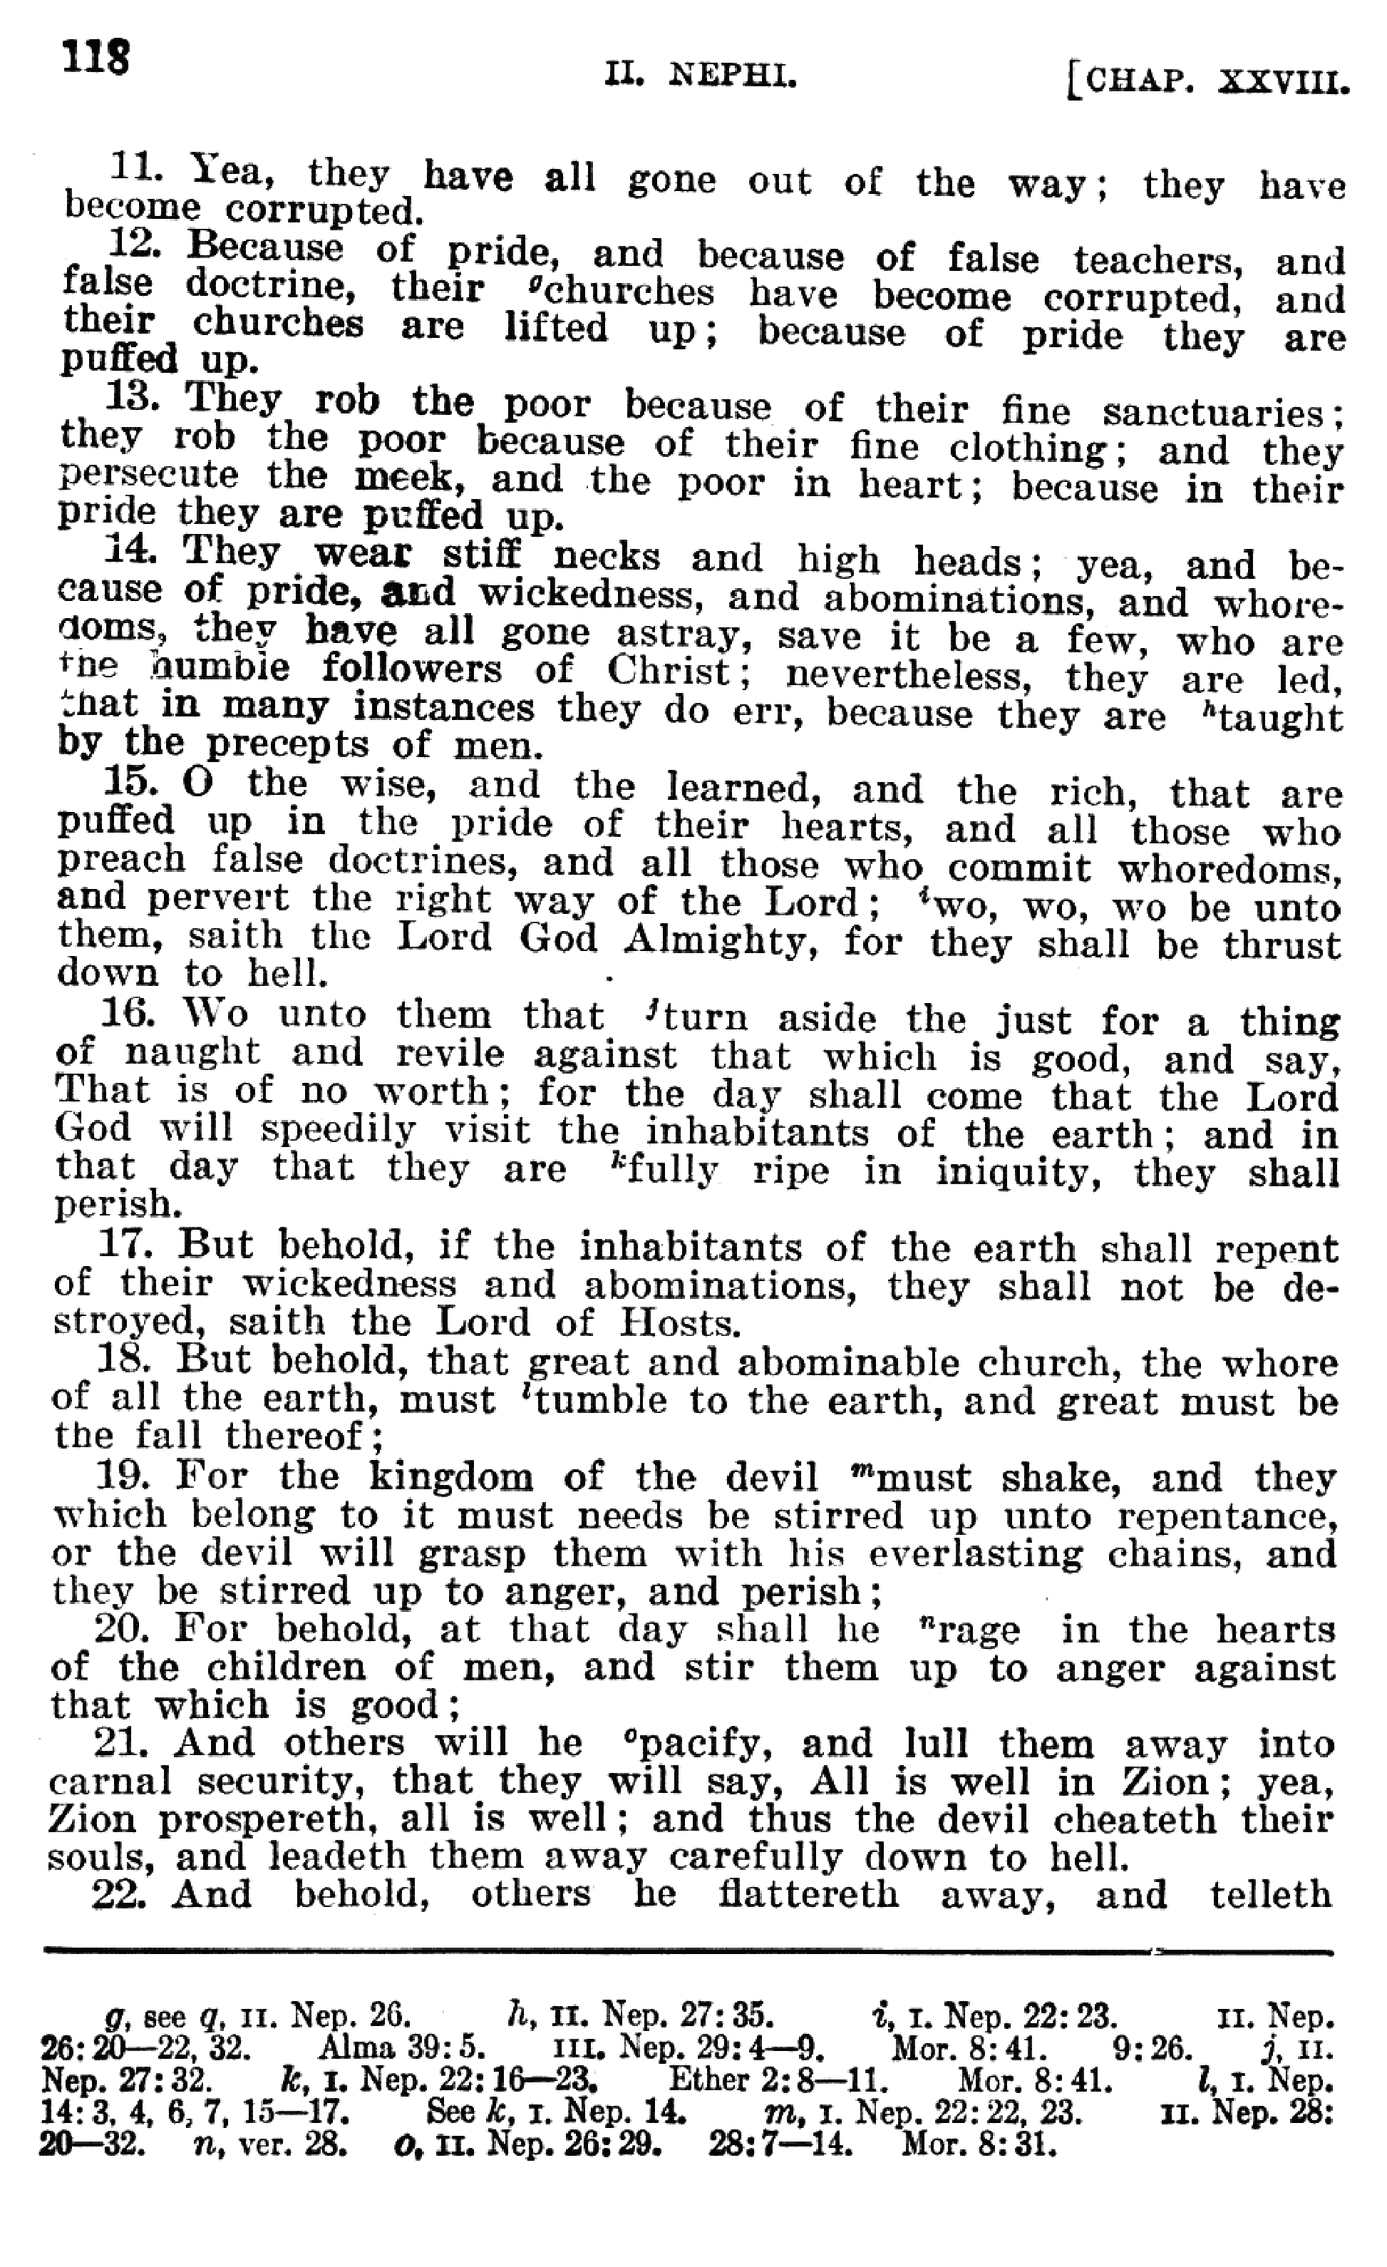 118
II. NEPHI.
[CHAP. XXVIII.
11. Yea, they have all gone out of the way; they have
become corrupted.
12. Because of pride, and because of false teachers, and
false doctrine, their ᵍchurches have become corrupted, and
their churches are lifted up; because of pride they are
puffed up.
13. They rob the poor because of their fine sanctuaries;
they rob the poor because of their fine clothing; and they
persecute the meek, and the poor in heart; because in their
pride they are puffed up.
14. They wear stiff necks and high heads; yea, and be-
cause of pride, and wickedness, and abominations, and whore-
doms, they have all gone astray, save it be a few, who are
the humble followers of Christ; nevertheless, they are led,
that in many instances they do err, because they are ʰtaught
by the precepts of men.
15. O the wise, and the learned, and the rich, that are
puffed up in the pride of their hearts, and all those who
preach false doctrines, and all those who commit whoredoms,
and pervert the right way of the Lord; ⁱwo, wo, wo be unto
them, saith the Lord God Almighty, for they shall be thrust
down to hell.
16. Wo unto them that ʲturn aside the just for a thing
of naught and revile against that which is good, and say,
That is of no worth; for the day shall come that the Lord
God will speedily visit the inhabitants of the earth; and in
that day that they are ᵏfully ripe in iniquity, they shall
perish.
17. But behold, if the inhabitants of the earth shall repent
of their wickedness and abominations, they shall not be de-
stroyed, saith the Lord of Hosts.
18. But behold, that great and abominable church, the whore
of all the earth, must ˡtumble to the earth, and great must be
the fall thereof;
19. For the kingdom of the devil ᵐmust shake, and they
which belong to it must needs be stirred up unto repentance,
or the devil will grasp them with his everlasting chains, and
they be stirred up to anger, and perish;
20. For behold, at that day shall he ⁿrage in the hearts
of the children of men, and stir them up to anger against
that which is good;
21. And others will he ᵒpacify, and lull them away into
carnal security, that they will say, All is well in Zion; yea,
Zion prospereth, all is well; and thus the devil cheateth their
souls, and leadeth them away carefully down to hell.
22. And behold, others he flattereth away, and telleth
g, see q, II. Nep. 26. h, II. Nep. 27:35. i, I. Nep. 22:23. II. Nep.
26:20—22, 32. Alma 39:5. III. Nep. 29:4—9. Mor. 8:41. 9:26. j, II.
Nep. 27:32. k, I. Nep. 22:16—23. Ether 2:8—11. Mor. 8:41. l, I. Nep.
14:3, 4, 6, 7, 15—17. See k, I. Nep. 14. m, I. Nep. 22:22, 23. II. Nep. 28:
20—32. n, ver. 28. o, II. Nep. 26:29. 28:7—14. Mor. 8:31.